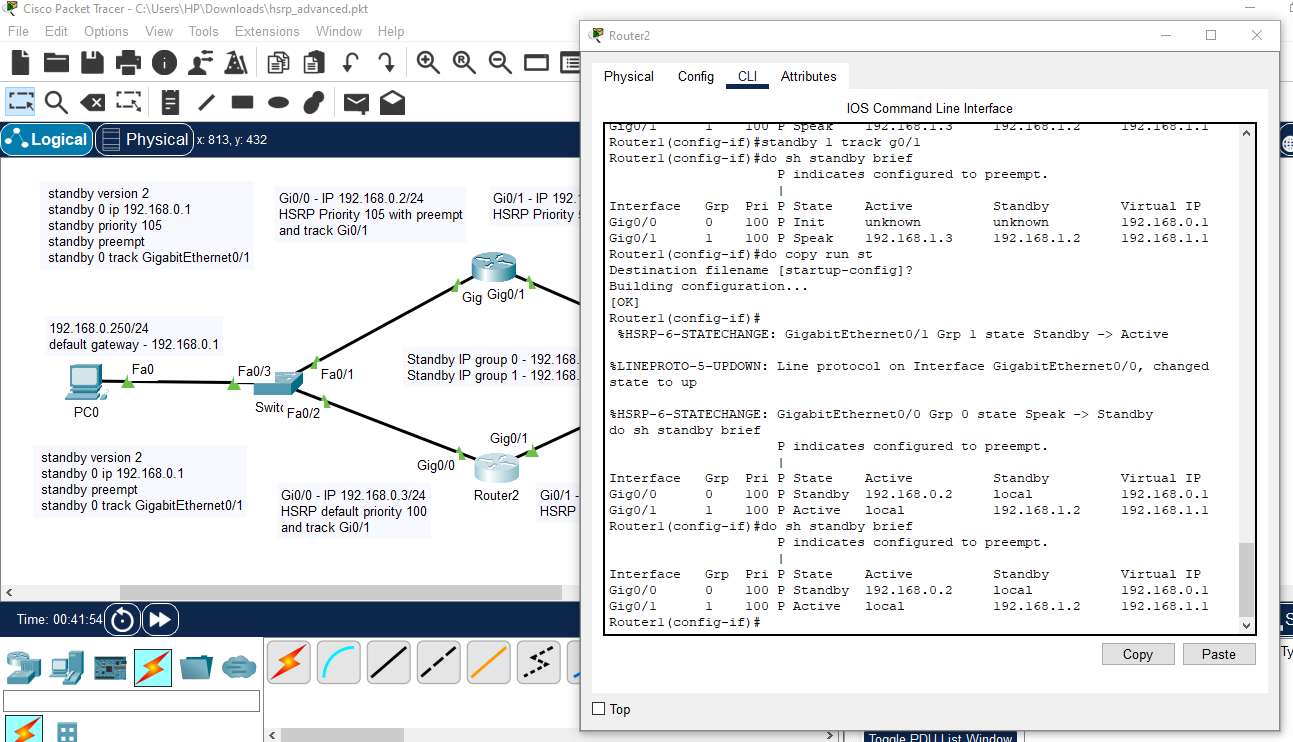 Cisco Packet Tracer - C:\Users\HP\Downloads\hsrp_advanced.pkt
File Edit Options View Tools Extensions Window Help
Logical Physical x: 813, y: 432
standby version 2
standby 0 ip 192.168.0.1
standby priority 105
standby preempt
standby 0 track GigabitEthernet0/1
Gi0/0 - IP 192.168.0.2/24
HSRP Priority 105 with preempt
and track Gi0/1
Gi0/1 - IP 192.
HSRP Priority
Gig Gig0/1
192.168.0.250/24
default gateway - 192.168.0.1
Fa0
PC0
Fa0/3
Fa0/1
Fa0/2
Standby IP group 0 - 192.168.
Standby IP group 1 - 192.168.
Gig0/1
Gig0/0
Router2
standby version 2
standby 0 ip 192.168.0.1
standby preempt
standby 0 track GigabitEthernet0/1
Gi0/0 - IP 192.168.0.3/24
HSRP default priority 100
and track Gi0/1
Gi0/1 -
HSRP
Time: 00:41:54
Router2
Physical Config CLI Attributes
IOS Command Line Interface
Gig0/1 1 100 P Speak 192.168.1.3 192.168.1.2 192.168.1.1
Router1(config-if)#standby 1 track g0/1
Router1(config-if)#do sh standby brief
P indicates configured to preempt.
|
Interface Grp Pri P State Active Standby Virtual IP
Gig0/0 0 100 P Init unknown unknown 192.168.0.1
Gig0/1 1 100 P Speak 192.168.1.3 192.168.1.2 192.168.1.1
Router1(config-if)#do copy run st
Destination filename [startup-config]?
Building configuration...
[OK]
Router1(config-if)#
%HSRP-6-STATECHANGE: GigabitEthernet0/1 Grp 1 state Standby -> Active
%LINEPROTO-5-UPDOWN: Line protocol on Interface GigabitEthernet0/0, changed
state to up
%HSRP-6-STATECHANGE: GigabitEthernet0/0 Grp 0 state Speak -> Standby
do sh standby brief
P indicates configured to preempt.
|
Interface Grp Pri P State Active Standby Virtual IP
Gig0/0 0 100 P Standby 192.168.0.2 local 192.168.0.1
Gig0/1 1 100 P Active local 192.168.1.2 192.168.1.1
Router1(config-if)#do sh standby brief
P indicates configured to preempt.
|
Interface Grp Pri P State Active Standby Virtual IP
Gig0/0 0 100 P Standby 192.168.0.2 local 192.168.0.1
Gig0/1 1 100 P Active local 192.168.1.2 192.168.1.1
Router1(config-if)#
Copy Paste
Top
Toggle PDU List Window